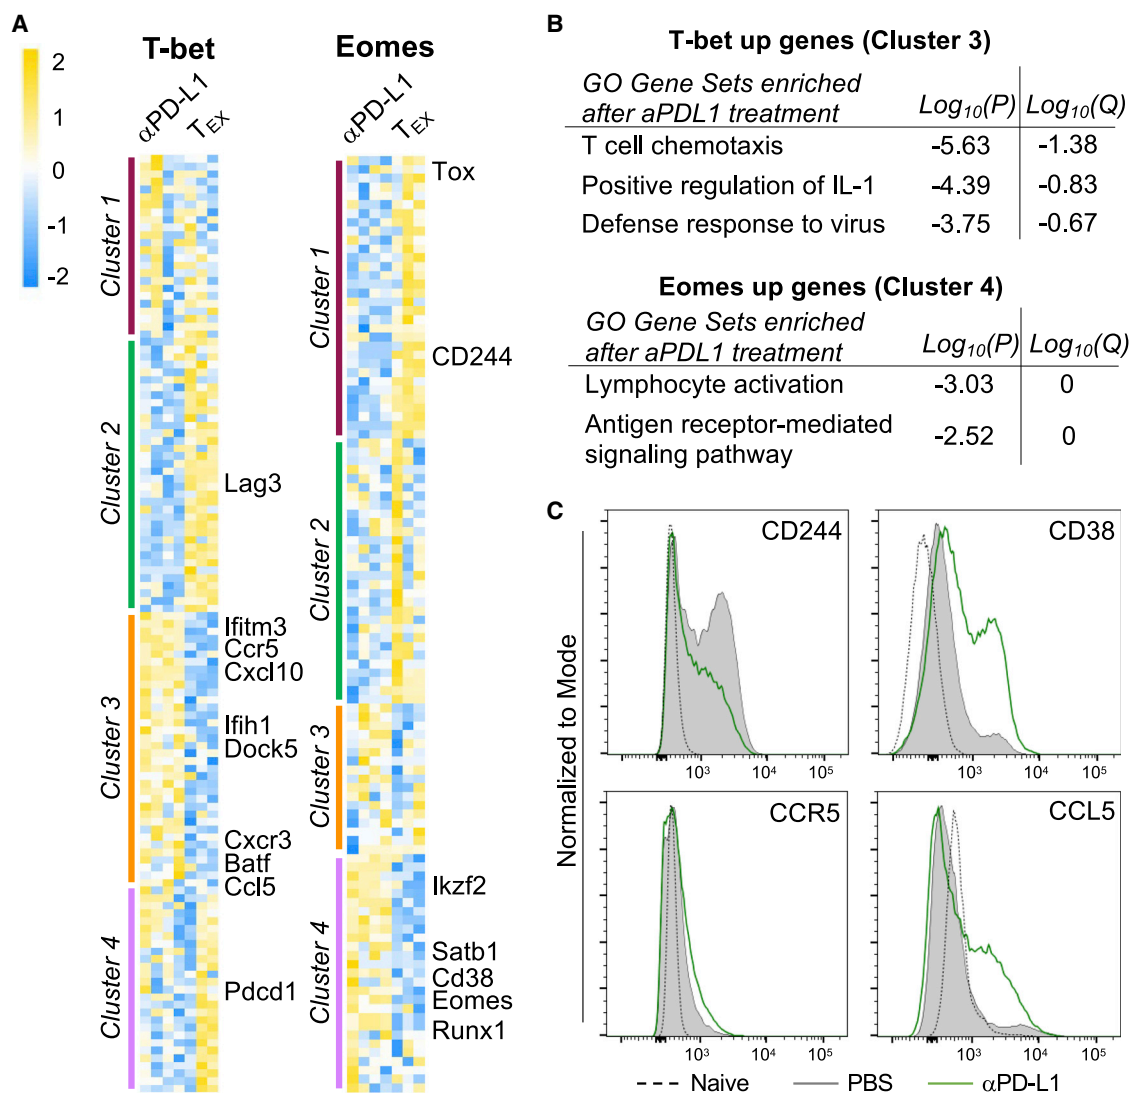 A
T-bet
Eomes
αPD-L1
T_EX
αPD-L1
T_EX
2
1
0
-1
-2
Cluster 1
Cluster 2
Cluster 3
Cluster 4
Lag3
Ifitm3
Ccr5
Cxcl10
Ifih1
Dock5
Cxcr3
Batf
Ccl5
Pdcd1
Cluster 1
Cluster 2
Cluster 3
Cluster 4
Tox
CD244
Ikzf2
Satb1
Cd38
Eomes
Runx1
B
T-bet up genes (Cluster 3)
GO Gene Sets enriched
after aPDL1 treatment Log10(P) Log10(Q)
T cell chemotaxis -5.63 -1.38
Positive regulation of IL-1 -4.39 -0.83
Defense response to virus -3.75 -0.67
Eomes up genes (Cluster 4)
GO Gene Sets enriched
after aPDL1 treatment Log10(P) Log10(Q)
Lymphocyte activation -3.03 0
Antigen receptor-mediated
signaling pathway -2.52 0
C
Normalized to Mode
CD244
10³ 10⁴ 10⁵
CD38
10³ 10⁴ 10⁵
CCR5
10³ 10⁴ 10⁵
CCL5
10³ 10⁴ 10⁵
Naive PBS αPD-L1